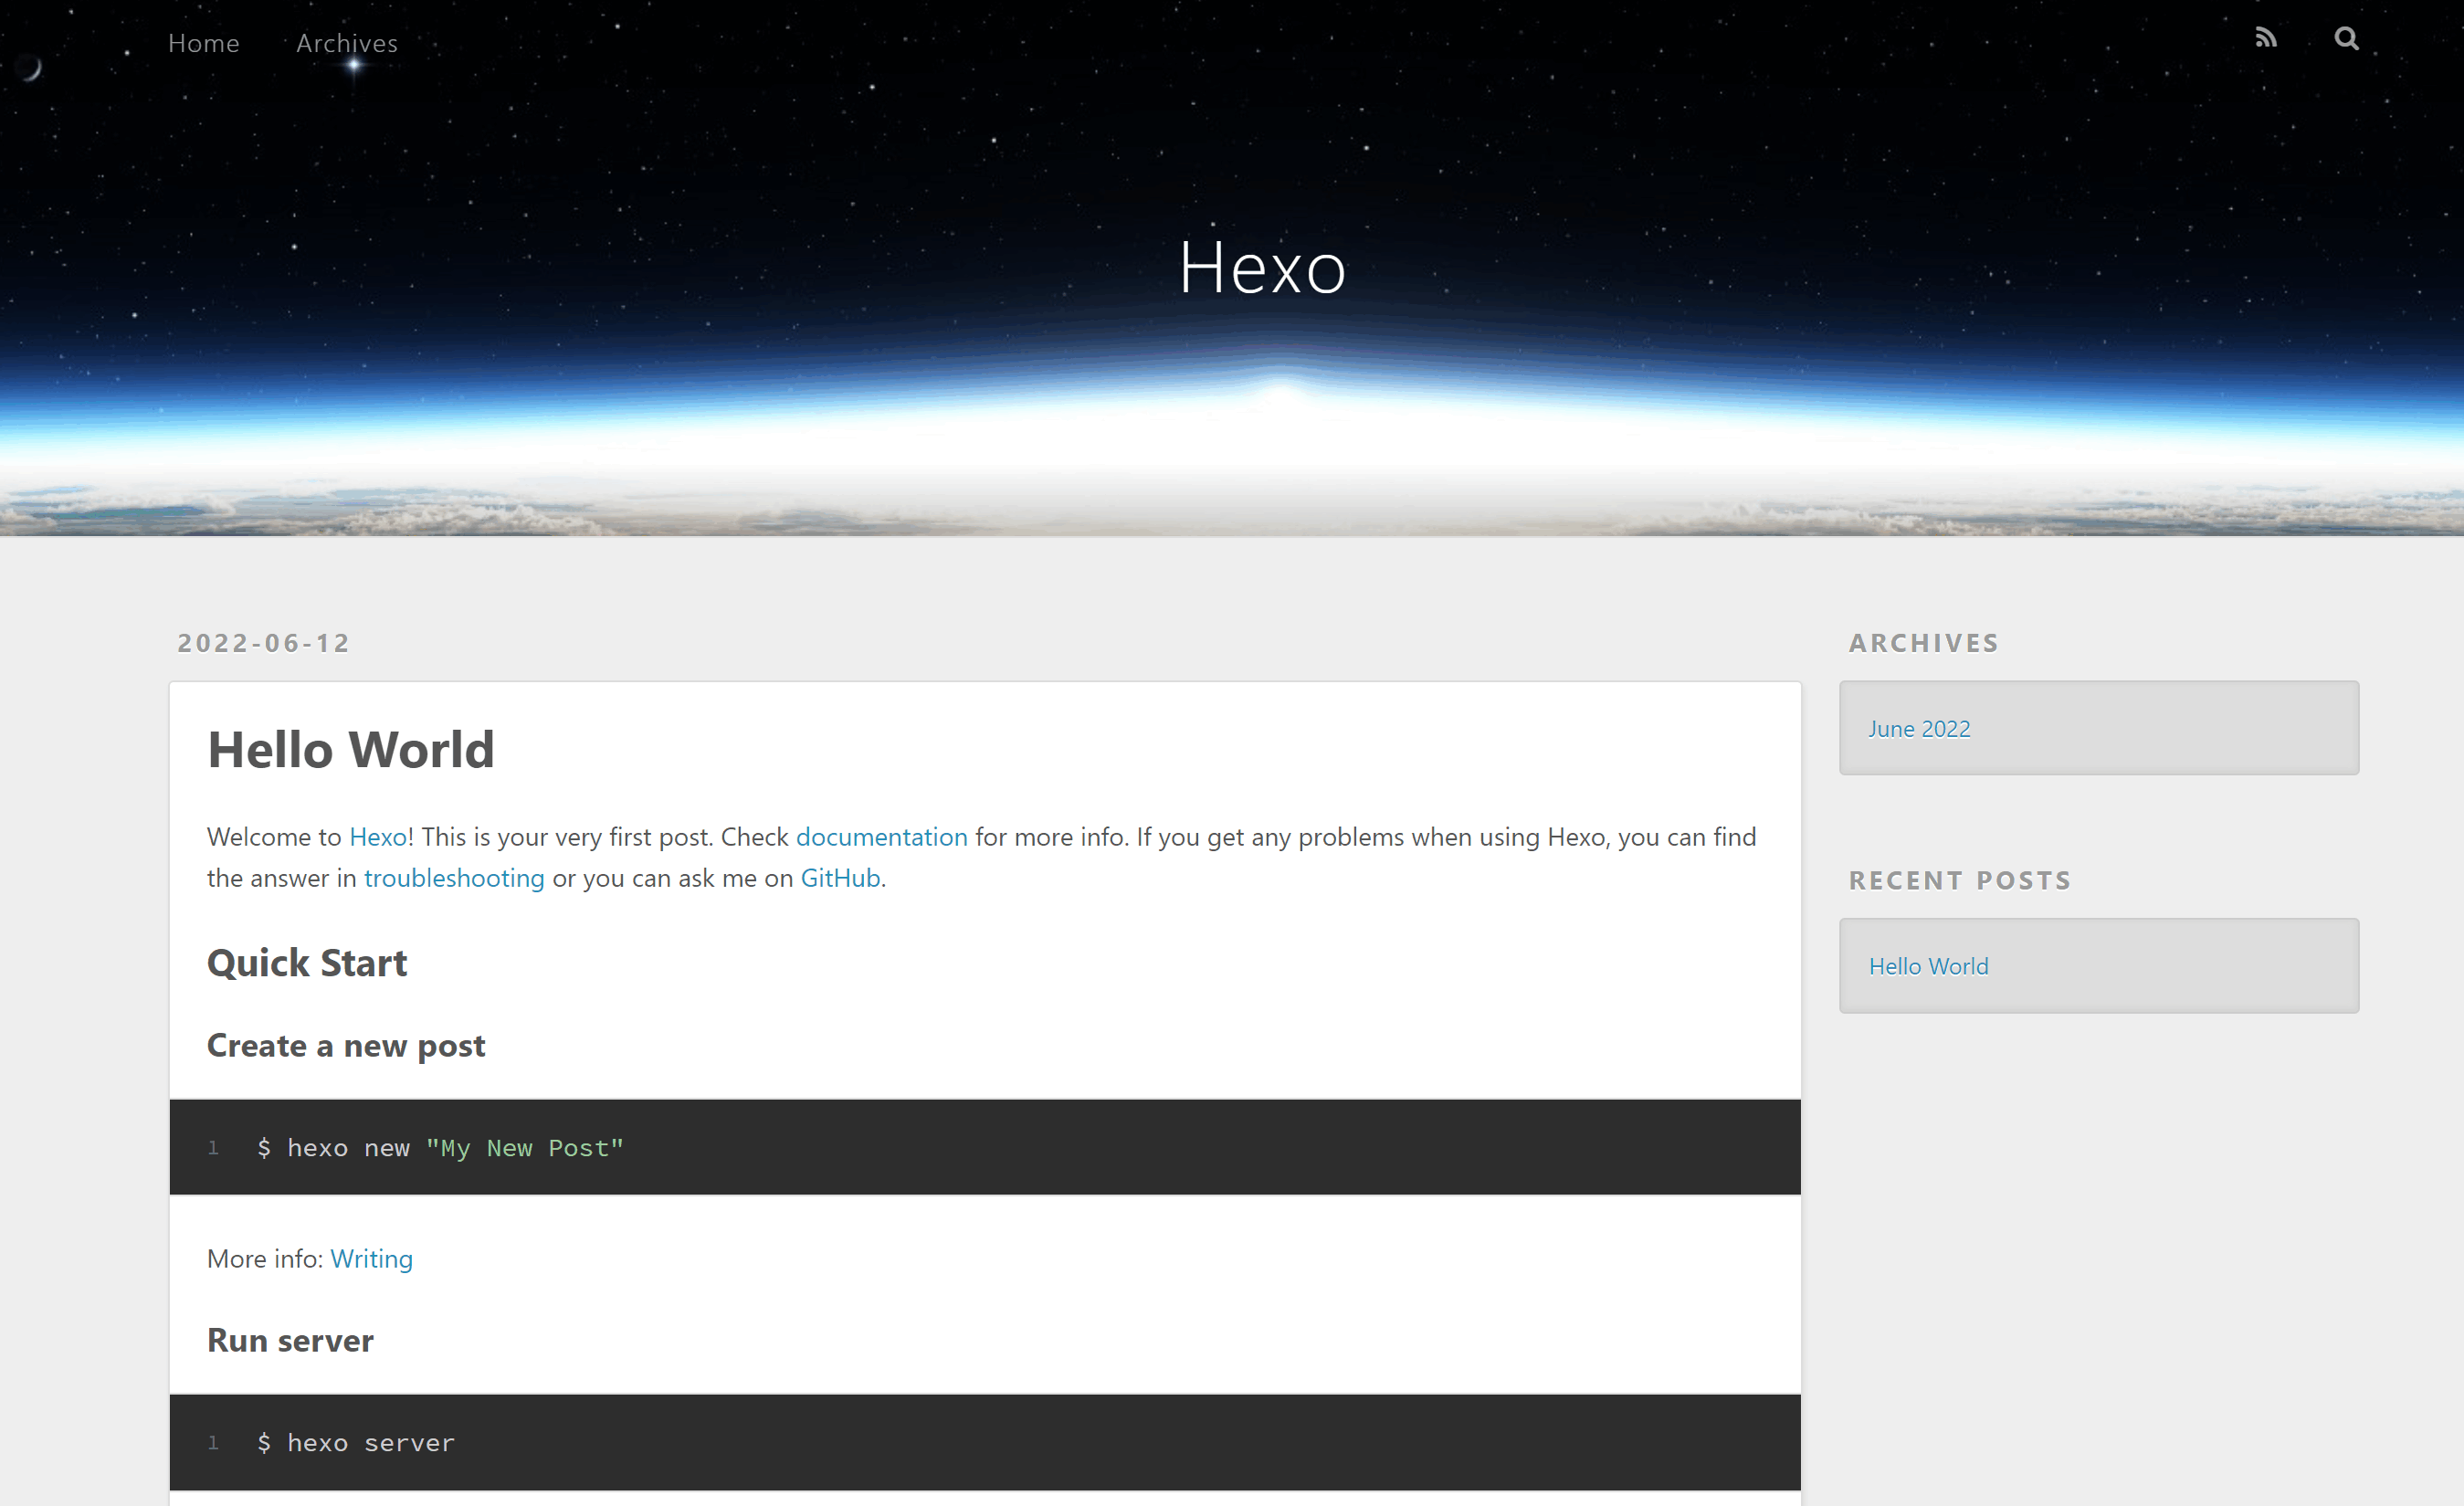 Home Archives
Hexo
2022-06-12
Hello World
Welcome to Hexo! This is your very first post. Check documentation for more info. If you get any problems when using Hexo, you can find
the answer in troubleshooting or you can ask me on GitHub.
Quick Start
Create a new post
1 $ hexo new "My New Post"
More info: Writing
Run server
1 $ hexo server
ARCHIVES
June 2022
RECENT POSTS
Hello World